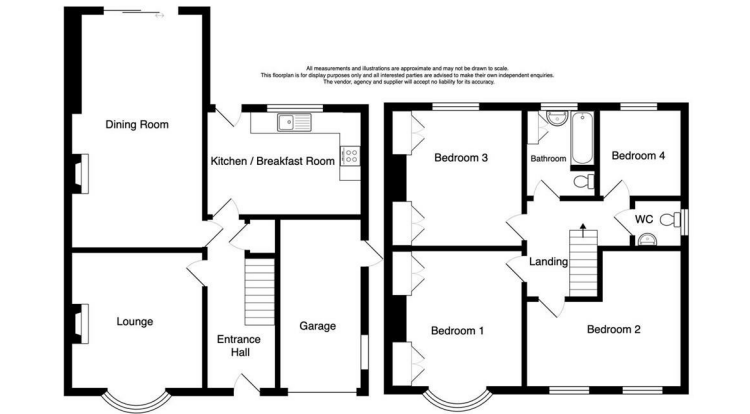 All measurements and illustrations are approximate and may not be drawn to scale.
This floorplan is for display purposes only and all interested parties are advised to make their own independent enquiries.
The vendor, agency and supplier will accept no liability for its accuracy.
Dining Room
Kitchen / Breakfast Room
Lounge
Entrance
Hall
Garage
Bedroom 3
Bathroom
Bedroom 4
WC
Landing
Bedroom 1
Bedroom 2